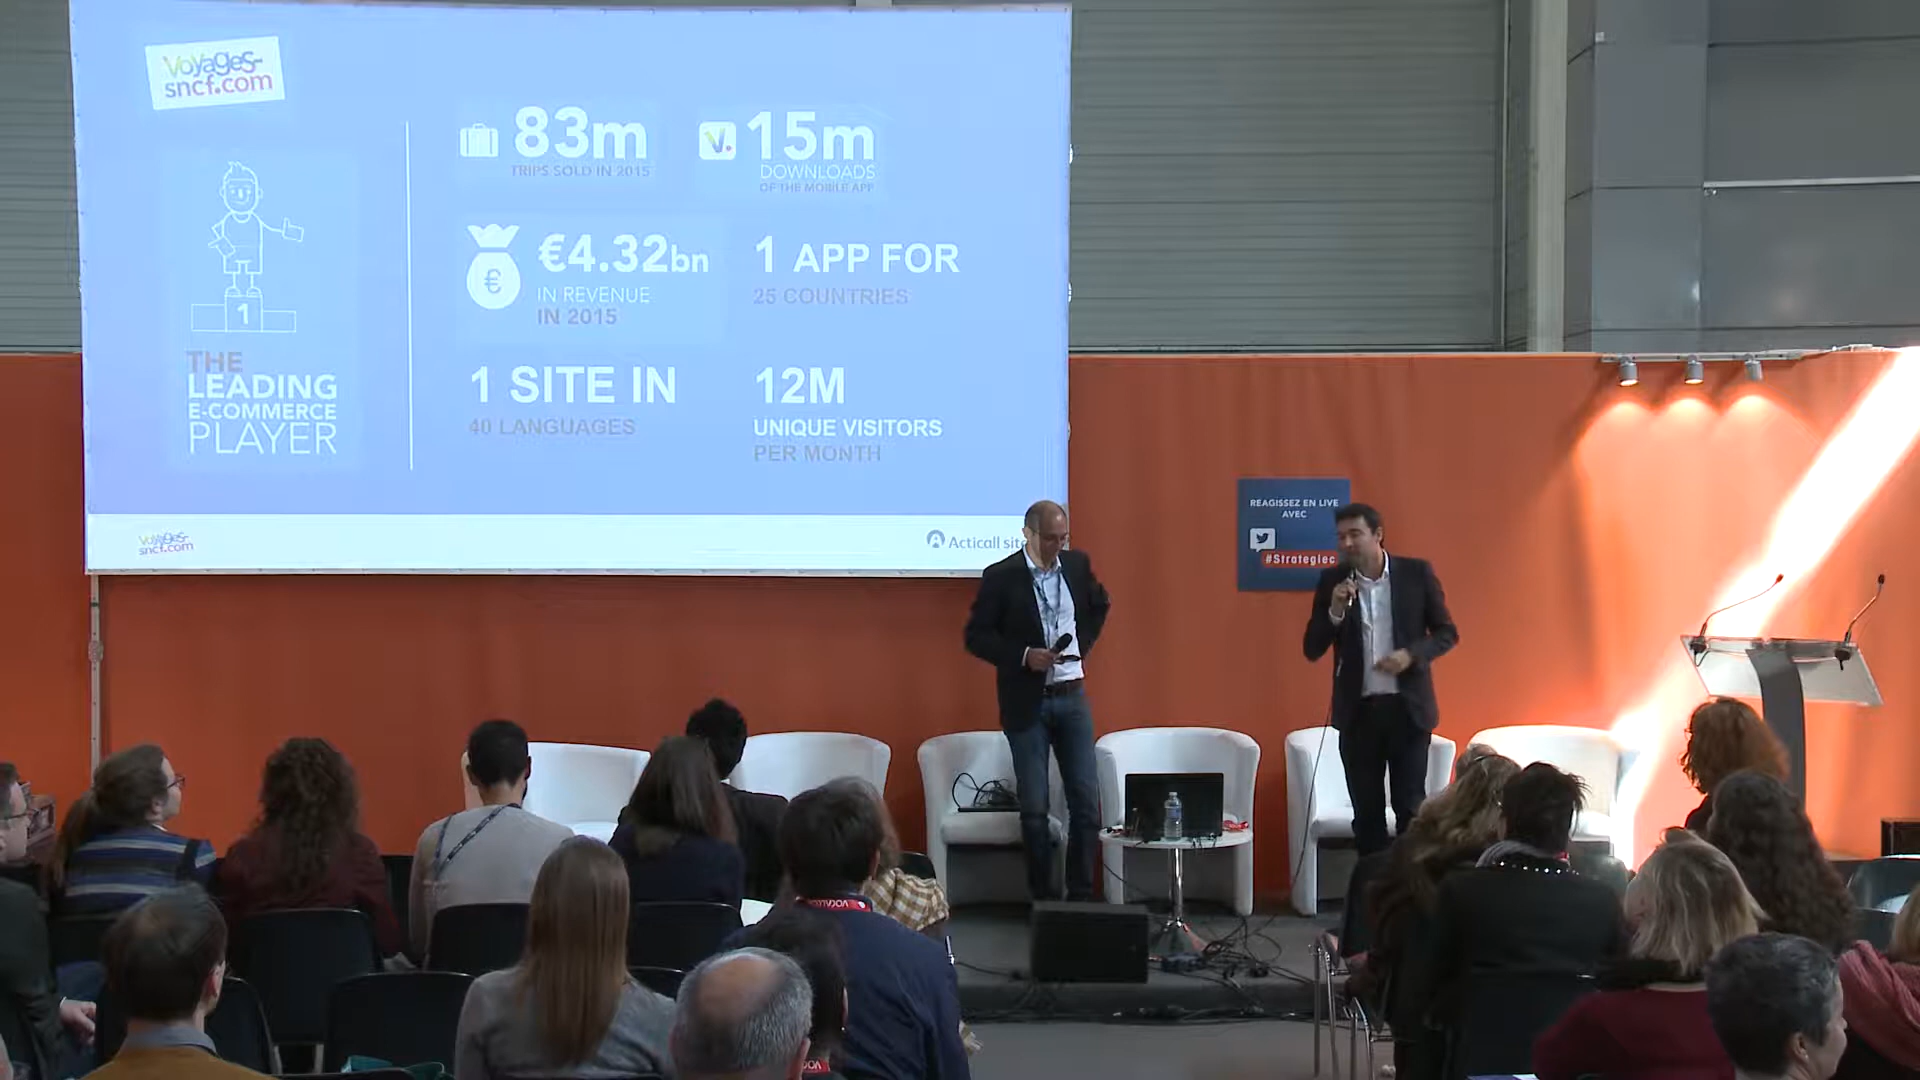 Voyages-
sncf.com
83m
TRIPS SOLD IN 2015
V.
15m
DOWNLOADS
OF THE MOBILE APP
€4.32bn
€
IN REVENUE
IN 2015
1 APP FOR
25 COUNTRIES
1
THE
LEADING
E-COMMERCE
PLAYER
1 SITE IN
40 LANGUAGES
12M
UNIQUE VISITORS
PER MONTH
Voyages-
sncf.com
Acticall site
REAGISSEZ EN LIVE
AVEC
#Strategiec